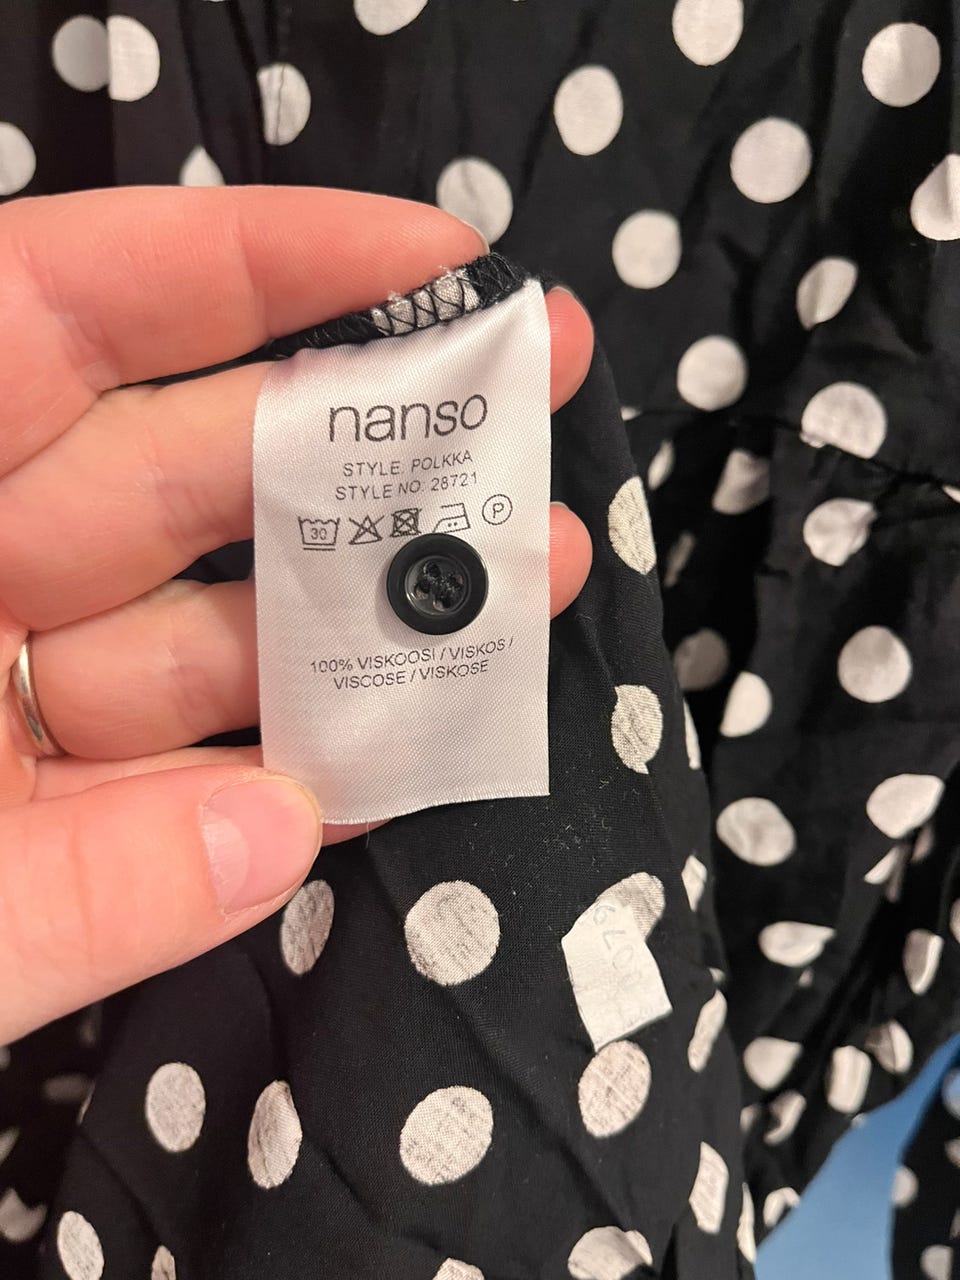 nanso
STYLE: POLKKA
STYLE NO: 28721
30 P
100% VISKOOSI / VISKOS /
VISCOSE / VISKOSE